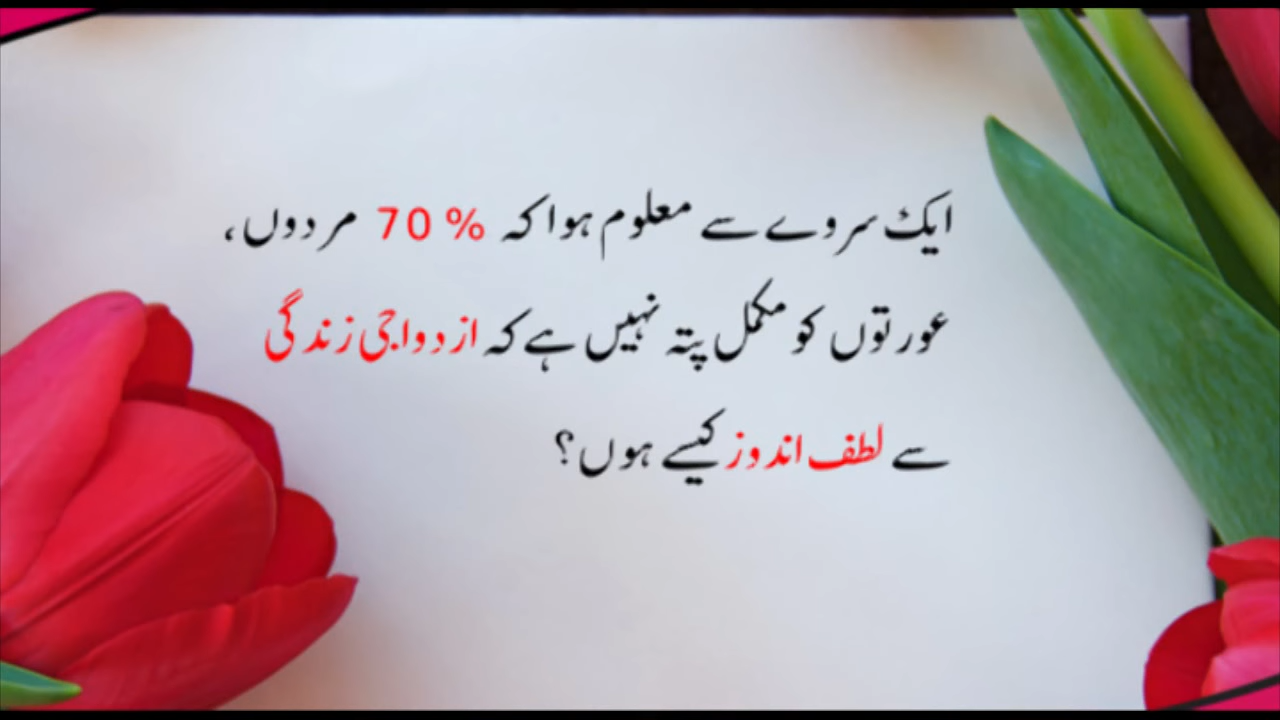 ایک سروے سے معلوم ہوا کہ % 70 مردوں،
عورتوں کو مکمل پتہ نہیں ہے کہ ازدواجی زندگی
سے لطف اندوز کیسے ہوں؟